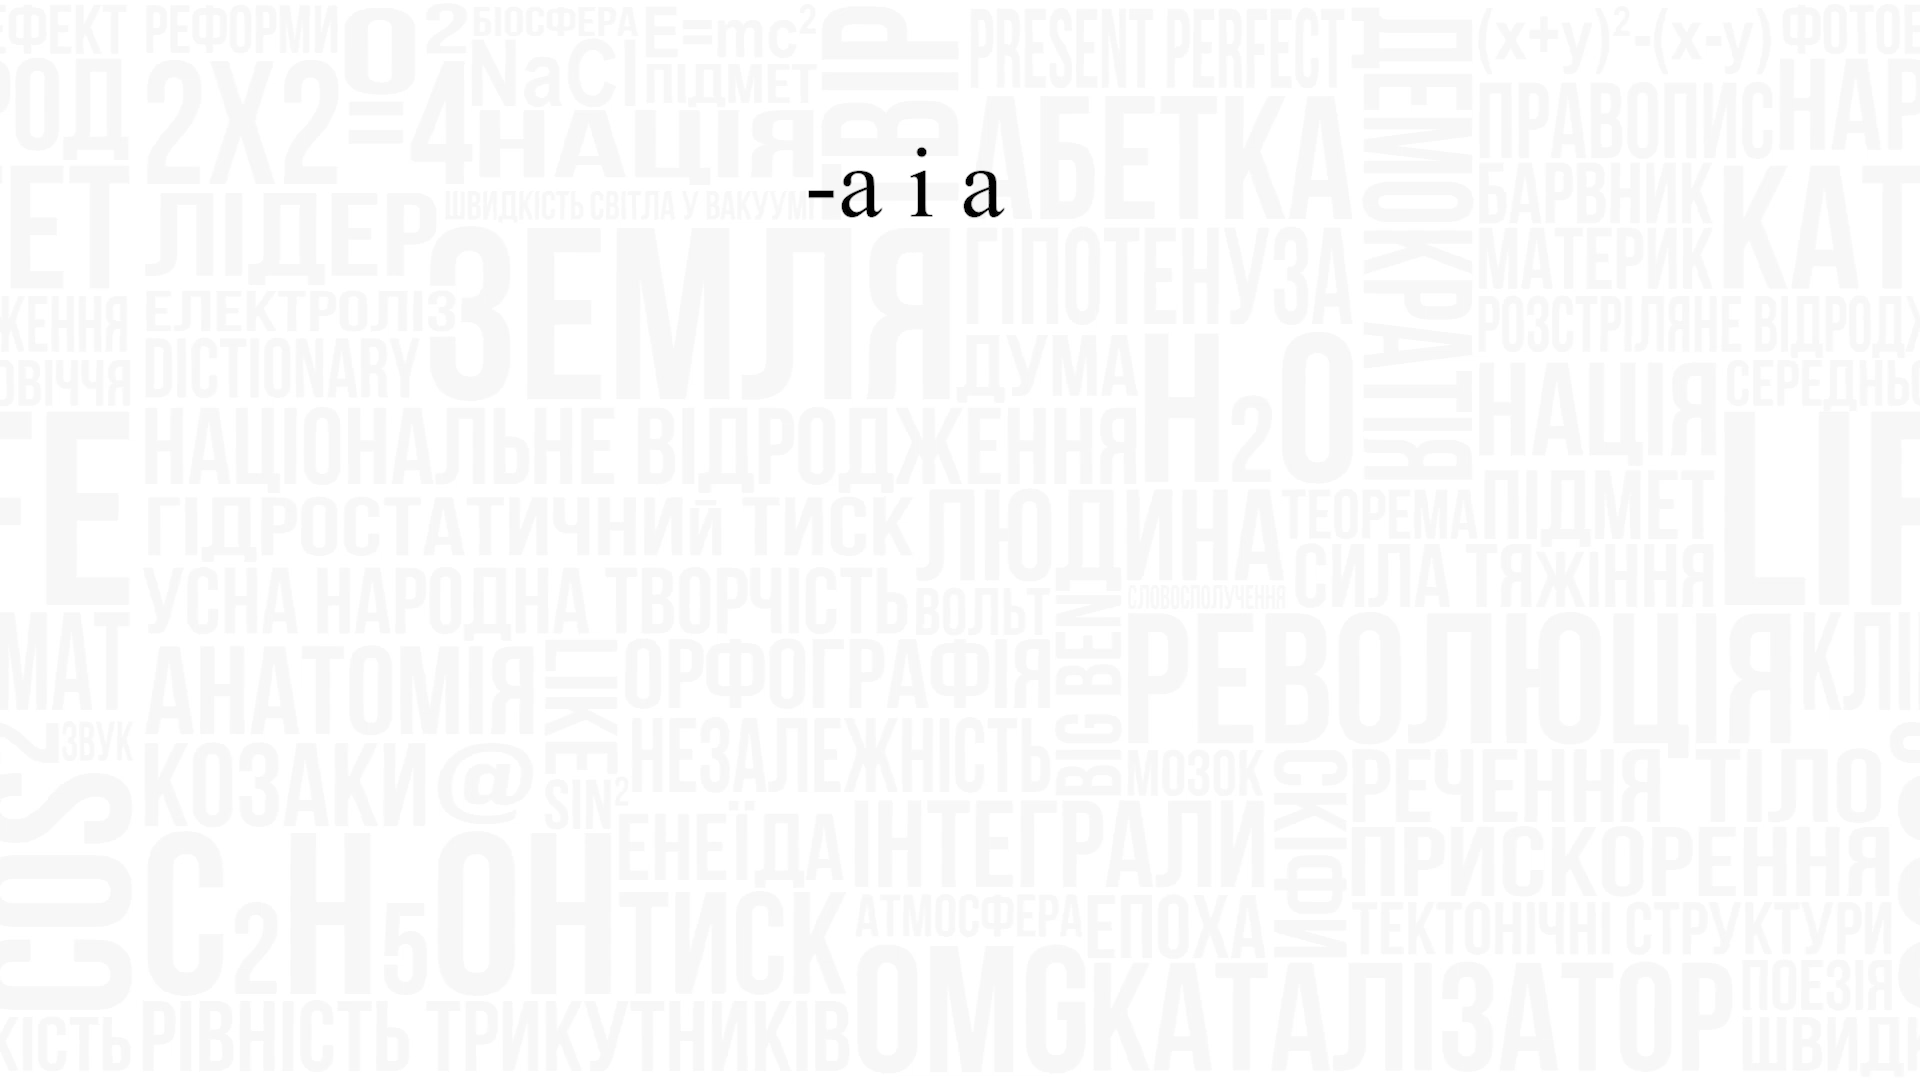 -а і а
ЕФЕКТ РЕФОРМИ O2 БІОСФЕРА E=mc² ВІР PRESENT PERFECT ДЕМОКРАТІЯ (x+y)²-(x-y)
РОД 2X2=4 NaCl ПІДМЕТ АБЕТКА ПРАВОПИС
НАЦІЯ БАРВНИК
ЛІДЕР ШВИДКІСТЬ СВІТЛА У ВАКУУМІ МАТЕРИК
ЗЕМЛЯ ГІПОТЕНУЗА
ЕЛЕКТРОЛІЗ РОЗСТРІЛЯНЕ
DICTIONARY ДУМА H2O НАЦІЯ
НАЦІОНАЛЬНЕ ВІДРОДЖЕННЯ
ГІДРОСТАТИЧНИЙ ТИСК ЛЮДИНА ТЕОРЕМА ПІДМЕТ
УСНА НАРОДНА ТВОРЧІСТЬ ВОЛЬТ BIG BEN СЛОВОСПОЛУЧЕННЯ СИЛА ТЯЖІННЯ
АНАТОМІЯ LIKE ОРФОГРАФІЯ РЕВОЛЮЦІЯ
ЗВУК КОЗАКИ @ SIN² НЕЗАЛЕЖНІСТЬ МОЗОК СКІФИ РЕЧЕННЯ ТІЛО
COS2 C2H5OH ЕНЕЇДА ІНТЕГРАЛИ ПРИСКОРЕННЯ
ТИСК АТМОСФЕРА ЕПОХА ТЕКТОНІЧНІ СТРУКТУРИ
OMG КАТАЛІЗАТОР ПОЕЗІЯ
РІВНІСТЬ ТРИКУТНИКІВ